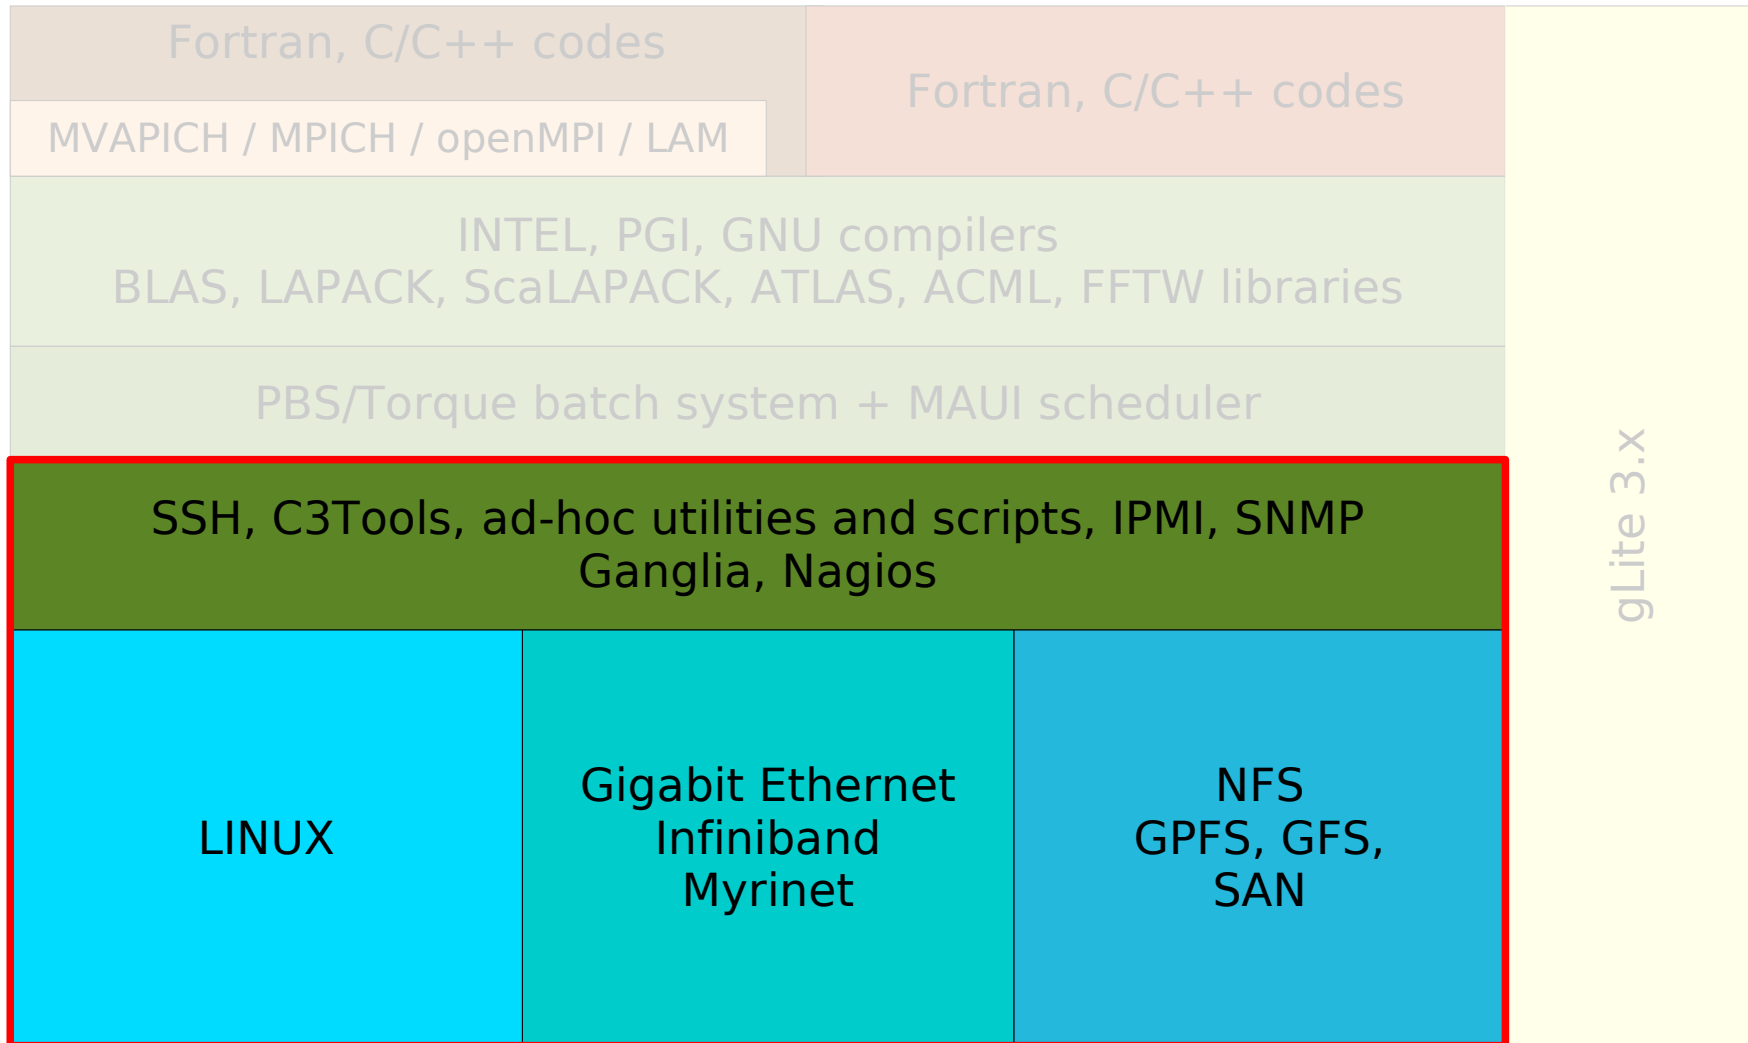 Fortran, C/C++ codes
Fortran, C/C++ codes
MVAPICH / MPICH / openMPI / LAM
INTEL, PGI, GNU compilers
BLAS, LAPACK, ScaLAPACK, ATLAS, ACML, FFTW libraries
PBS/Torque batch system + MAUI scheduler
gLite 3.x
SSH, C3Tools, ad-hoc utilities and scripts, IPMI, SNMP
Ganglia, Nagios
LINUX
Gigabit Ethernet
Infiniband
Myrinet
NFS
GPFS, GFS,
SAN